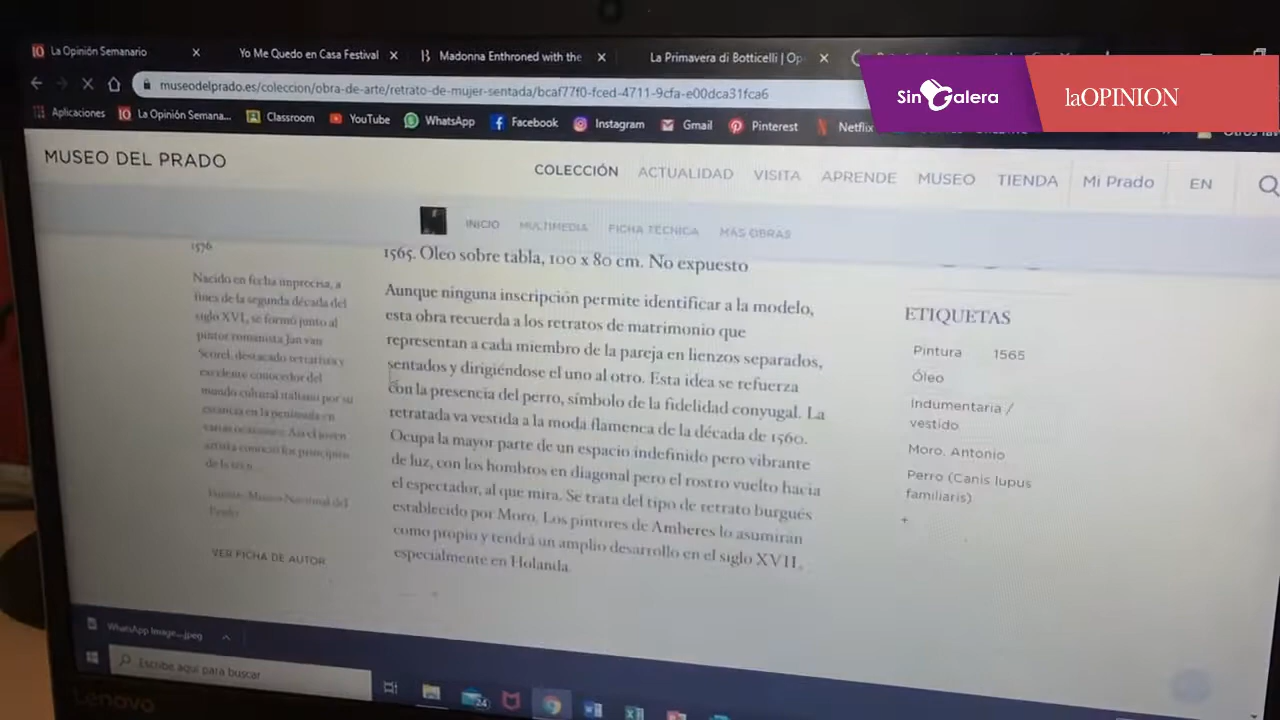 La Opinión Semanario
Yo Me Quedo en Casa Festival
Madonna Enthroned with the
La Primavera di Botticelli | Op
SinGalera
laOPINION
museodelprado.es/coleccion/obra-de-arte/retrato-de-mujer-sentada/bcaf77f0-fced-4711-9cfa-e00dca31fca6
Aplicaciones
La Opinión Semana...
Classroom
YouTube
WhatsApp
Facebook
Instagram
Gmail
Pinterest
Netflix
MUSEO DEL PRADO
COLECCIÓN ACTUALIDAD VISITA APRENDE MUSEO TIENDA Mi Prado EN
INICIO MULTIMEDIA FICHA TÉCNICA MÁS OBRAS
1576
Nacido en fecha imprecisa, a
fines de la segunda década del
siglo XVI, se formó junto al
pintor romanista Jan van
Scorel, destacado retratista y
excelente conocedor del
mundo cultural italiano por su
estancia en la península en
varias ocasiones. Así el joven
artista conoció los principios
de la
1565. Óleo sobre tabla, 100 x 80 cm. No expuesto
Aunque ninguna inscripción permite identificar a la modelo,
esta obra recuerda a los retratos de matrimonio que
representan a cada miembro de la pareja en lienzos separados,
sentados y dirigiéndose el uno al otro. Esta idea se refuerza
con la presencia del perro, símbolo de la fidelidad conyugal. La
retratada va vestida a la moda flamenca de la década de 1560.
Ocupa la mayor parte de un espacio indefinido pero vibrante
de luz, con los hombros en diagonal pero el rostro vuelto hacia
el espectador, al que mira. Se trata del tipo de retrato burgués
establecido por Moro. Los pintores de Amberes lo asumirán
como propio y tendrá un amplio desarrollo en el siglo XVII,
especialmente en Holanda.
ETIQUETAS
Pintura 1565
Óleo
Indumentaria /
vestido
Moro, Antonio
Perro (Canis lupus
familiaris)
+
Museo Nacional del
Prado
VER FICHA DE AUTOR
WhatsApp Image....jpeg
Escribe aquí para buscar
24
Lenovo